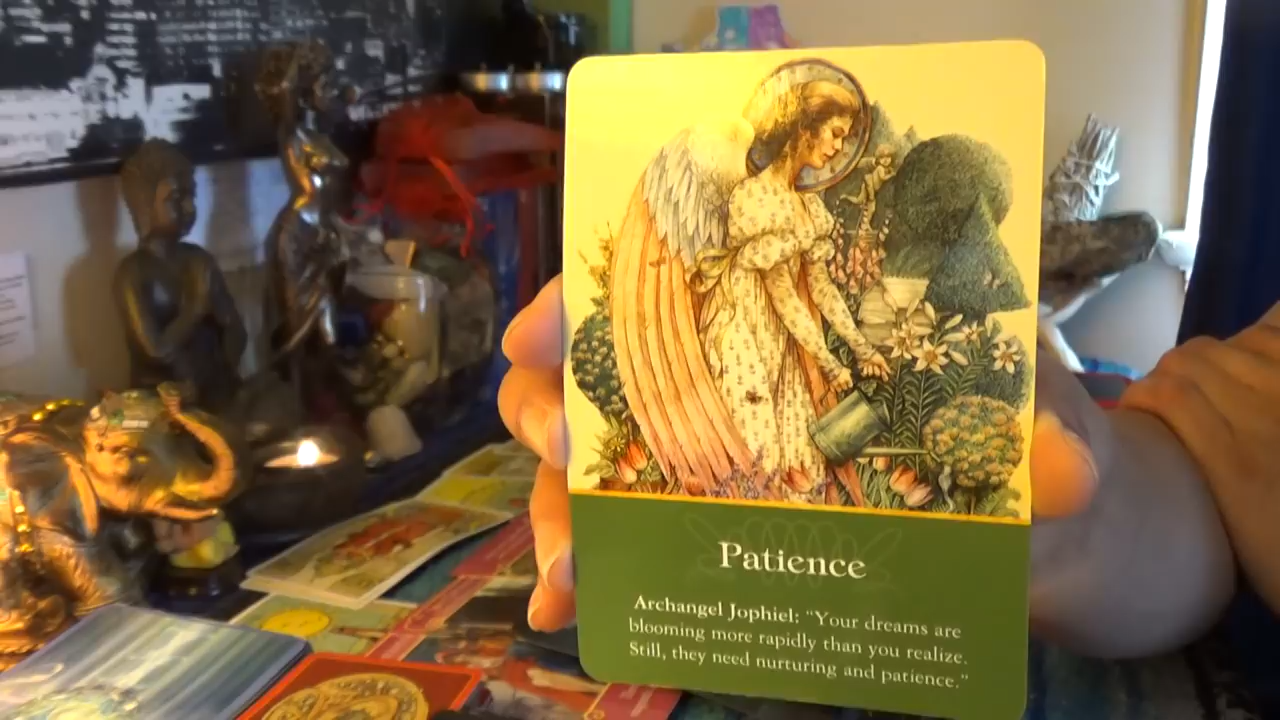 Patience
Archangel Jophiel: “Your dreams are
blooming more rapidly than you realize.
Still, they need nurturing and patience.”